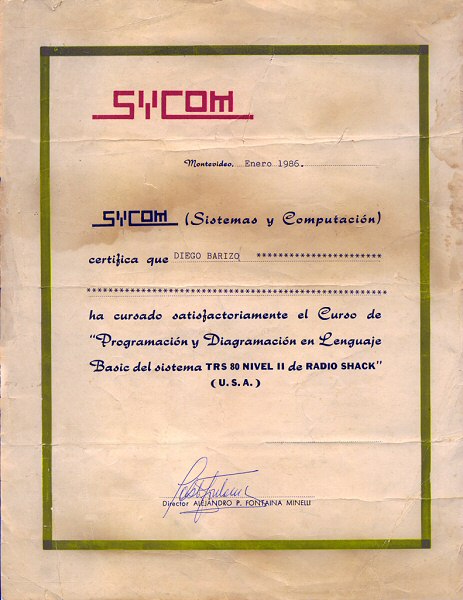 SYCOM
Montevideo, Enero 1986.
SYCOM (Sistemas y Computación)
certifica que DIEGO BARIZO ************************
*********************************************************
ha cursado satisfactoriamente el Curso de
"Programación y Diagramación en Lenguaje
Basic del sistema TRS 80 NIVEL II de RADIO SHACK"
(U.S.A.)
Director ALEJANDRO P. FONTAINA MINELLI